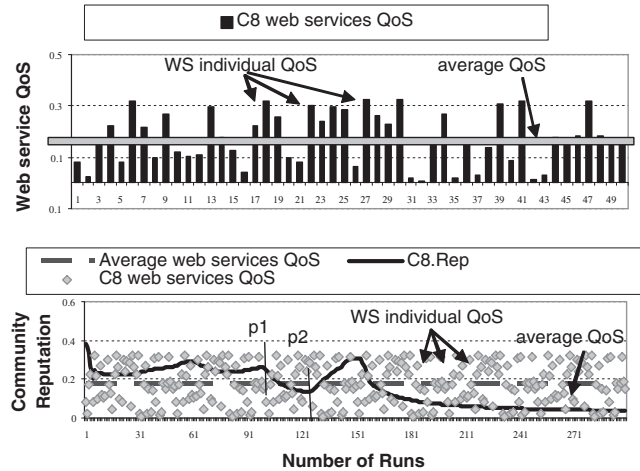 C8 web services QoS
Web service QoS
0.5
0.3
0.1
0.1
WS individual QoS
average QoS
1 3 5 7 9 11 13 15 17 19 21 23 25 27 29 31 33 35 37 39 41 43 45 47 49
Average web services QoS
C8.Rep
C8 web services QoS
Community
Reputation
0.6
0.4
0.2
0
p1
p2
WS individual QoS
average QoS
1 31 61 91 121 151 181 211 241 271
Number of Runs